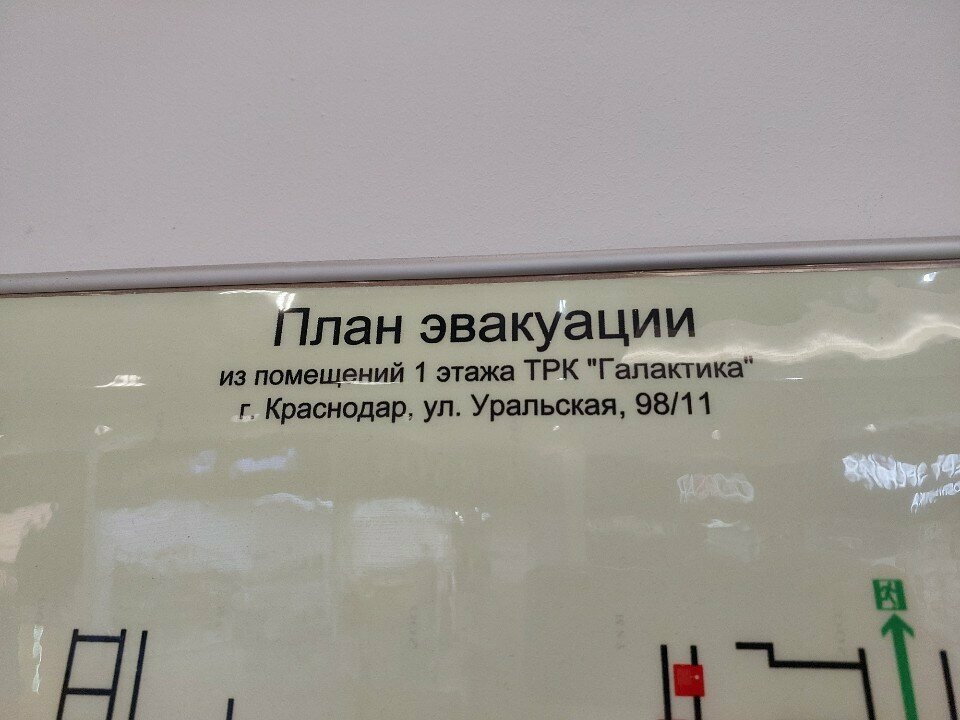 План эвакуации
из помещений 1 этажа ТРК "Галактика"
г. Краснодар, ул. Уральская, 98/11